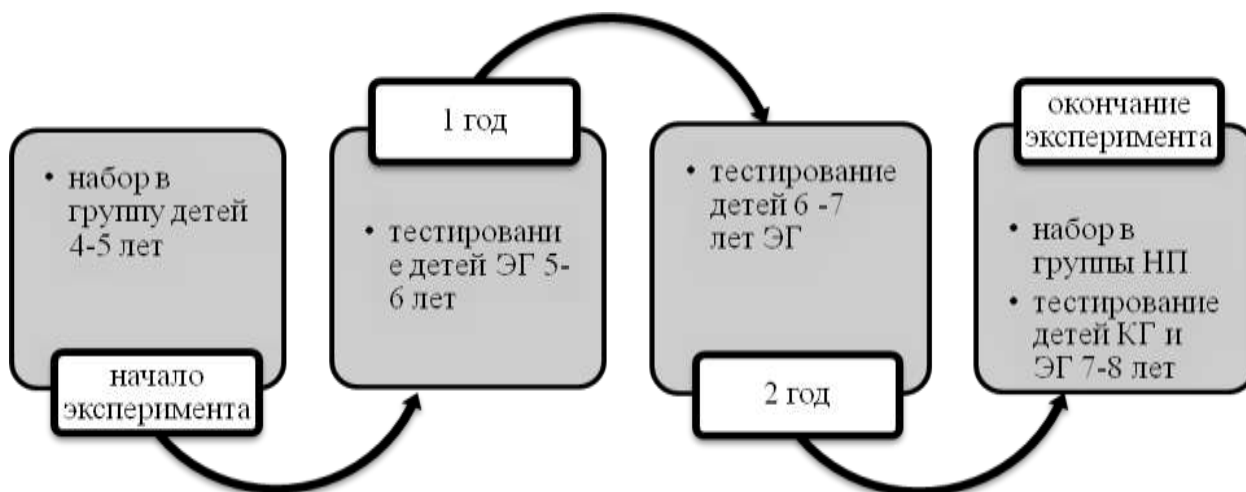 • набор в
группу детей
4-5 лет
начало
эксперимента
1 год
• тестировани
е детей ЭГ 5-
6 лет
• тестирование
детей 6 -7
лет ЭГ
2 год
окончание
эксперимента
• набор в
группы НП
• тестирование
детей КГ и
ЭГ 7-8 лет